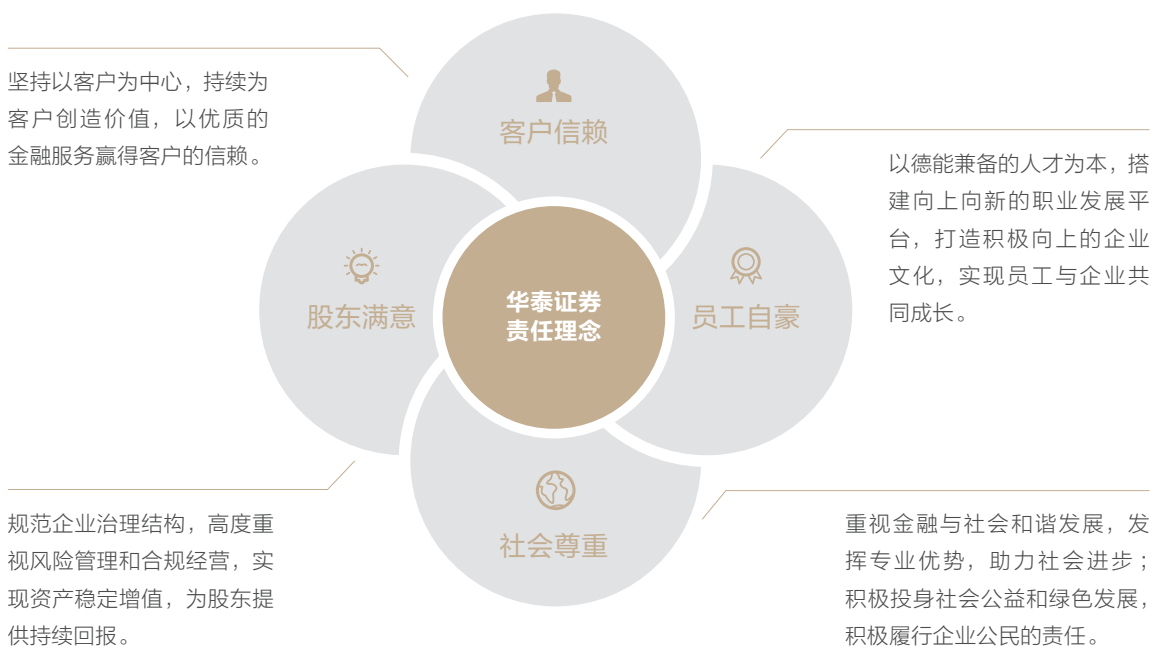 坚持以客户为中心，持续为
客户创造价值，以优质的
金融服务赢得客户的信赖。
客户信赖
以德能兼备的人才为本，搭
建向上向新的职业发展平
台，打造积极向上的企业
文化，实现员工与企业共
同成长。
股东满意
华泰证券
责任理念
员工自豪
规范企业治理结构，高度重
视风险管理和合规经营，实
现资产稳定增值，为股东提
供持续回报。
社会尊重
重视金融与社会和谐发展，发
挥专业优势，助力社会进步；
积极投身社会公益和绿色发展，
积极履行企业公民的责任。